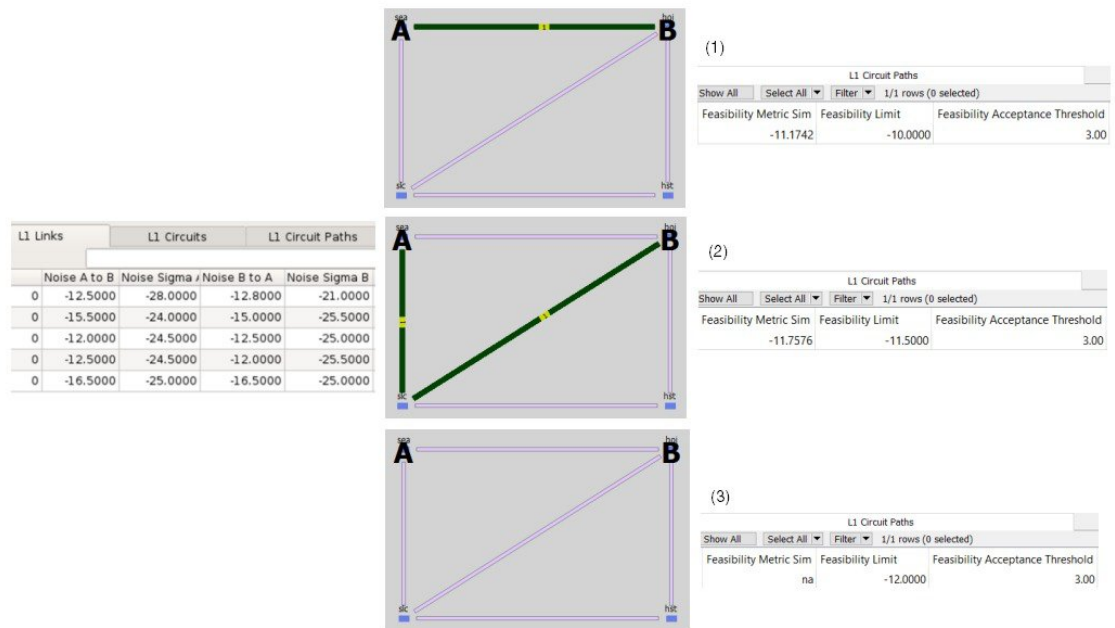 sea
hoi
A
B
1
slc
hst
(1)
L1 Circuit Paths
Show All Select All Filter 1/1 rows (0 selected)
Feasibility Metric Sim Feasibility Limit Feasibility Acceptance Threshold
-11.1742 -10.0000 3.00
L1 Links L1 Circuits L1 Circuit Paths
Noise A to B Noise Sigma A Noise B to A Noise Sigma B
0 -12.5000 -28.0000 -12.8000 -21.0000
0 -15.5000 -24.0000 -15.0000 -25.5000
0 -12.0000 -24.5000 -12.5000 -25.0000
0 -12.5000 -24.5000 -12.0000 -25.5000
0 -16.5000 -25.0000 -16.5000 -25.0000
sea
hoi
A
B
1
1
slc
hst
(2)
L1 Circuit Paths
Show All Select All Filter 1/1 rows (0 selected)
Feasibility Metric Sim Feasibility Limit Feasibility Acceptance Threshold
-11.7576 -11.5000 3.00
sea
hoi
A
B
slc
hst
(3)
L1 Circuit Paths
Show All Select All Filter 1/1 rows (0 selected)
Feasibility Metric Sim Feasibility Limit Feasibility Acceptance Threshold
na -12.0000 3.00